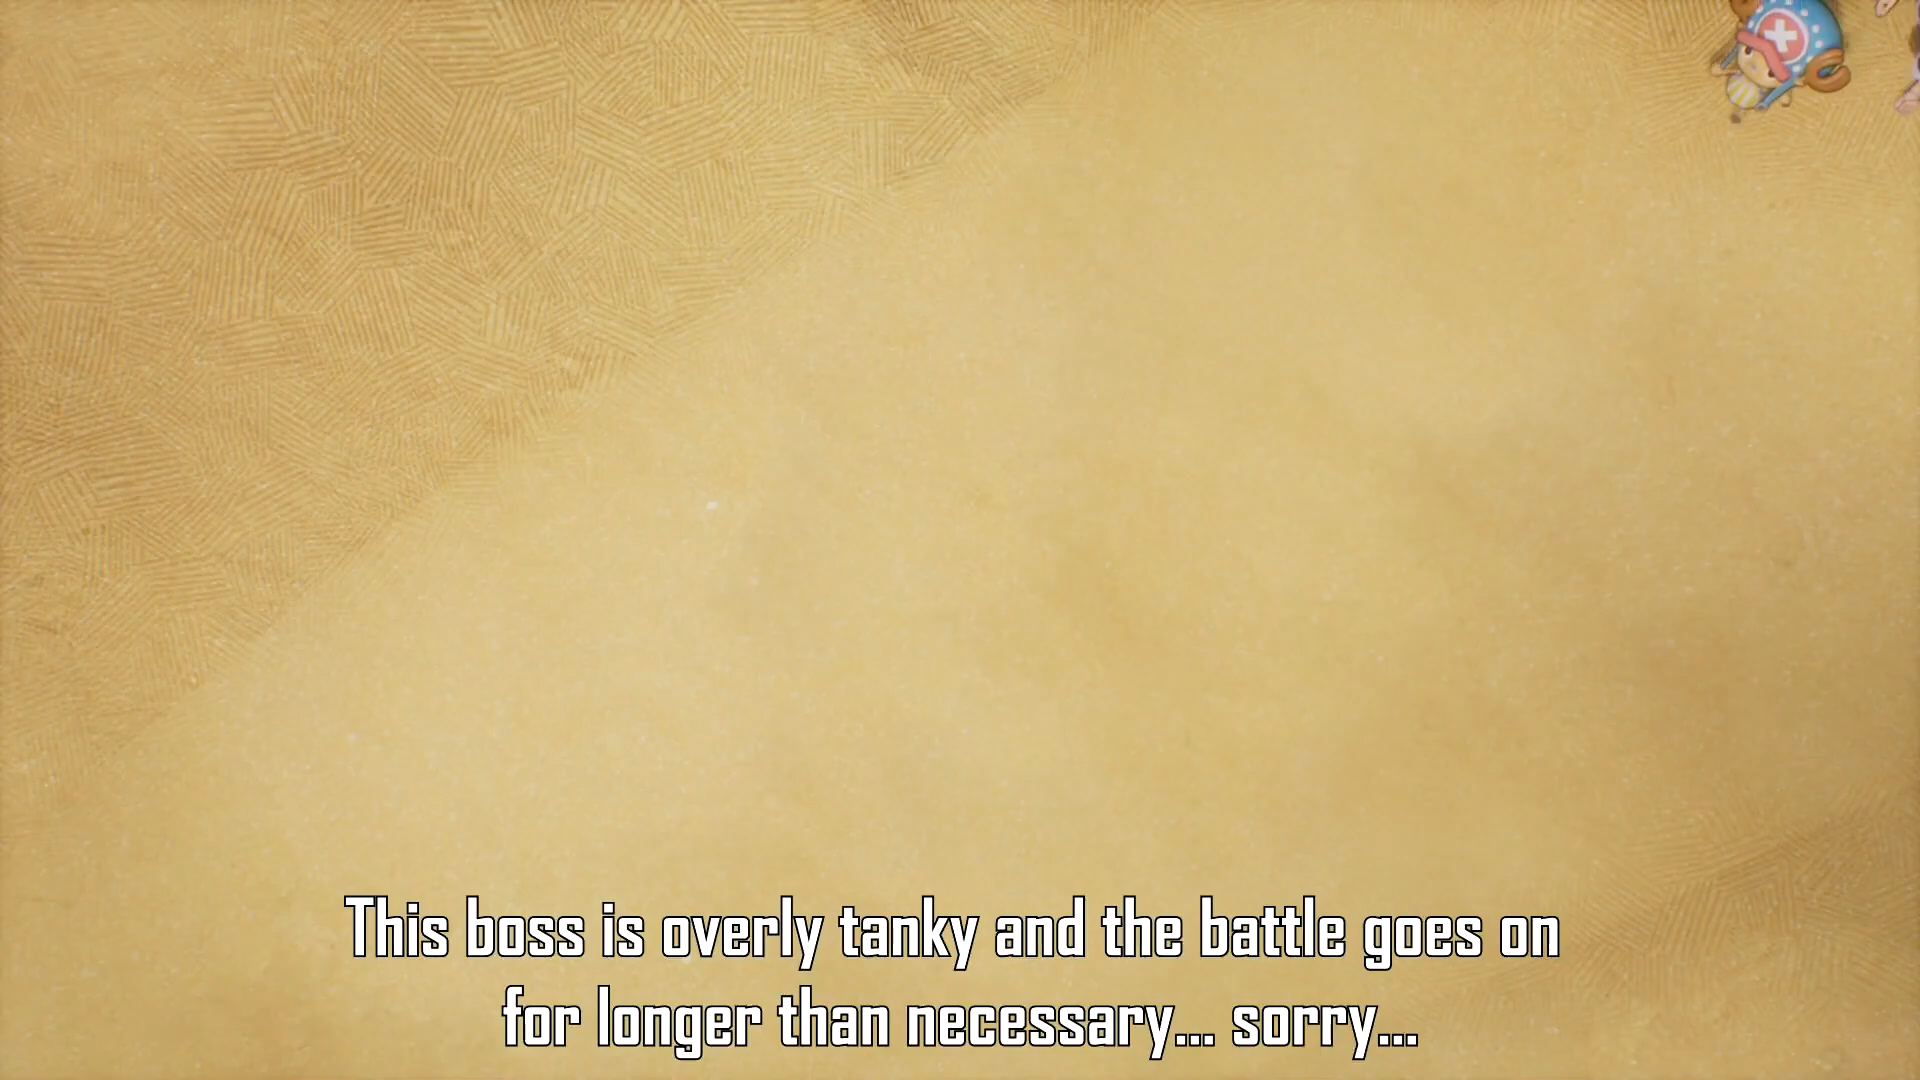 This boss is overly tanky and the battle goes on
for longer than necessary... sorry...